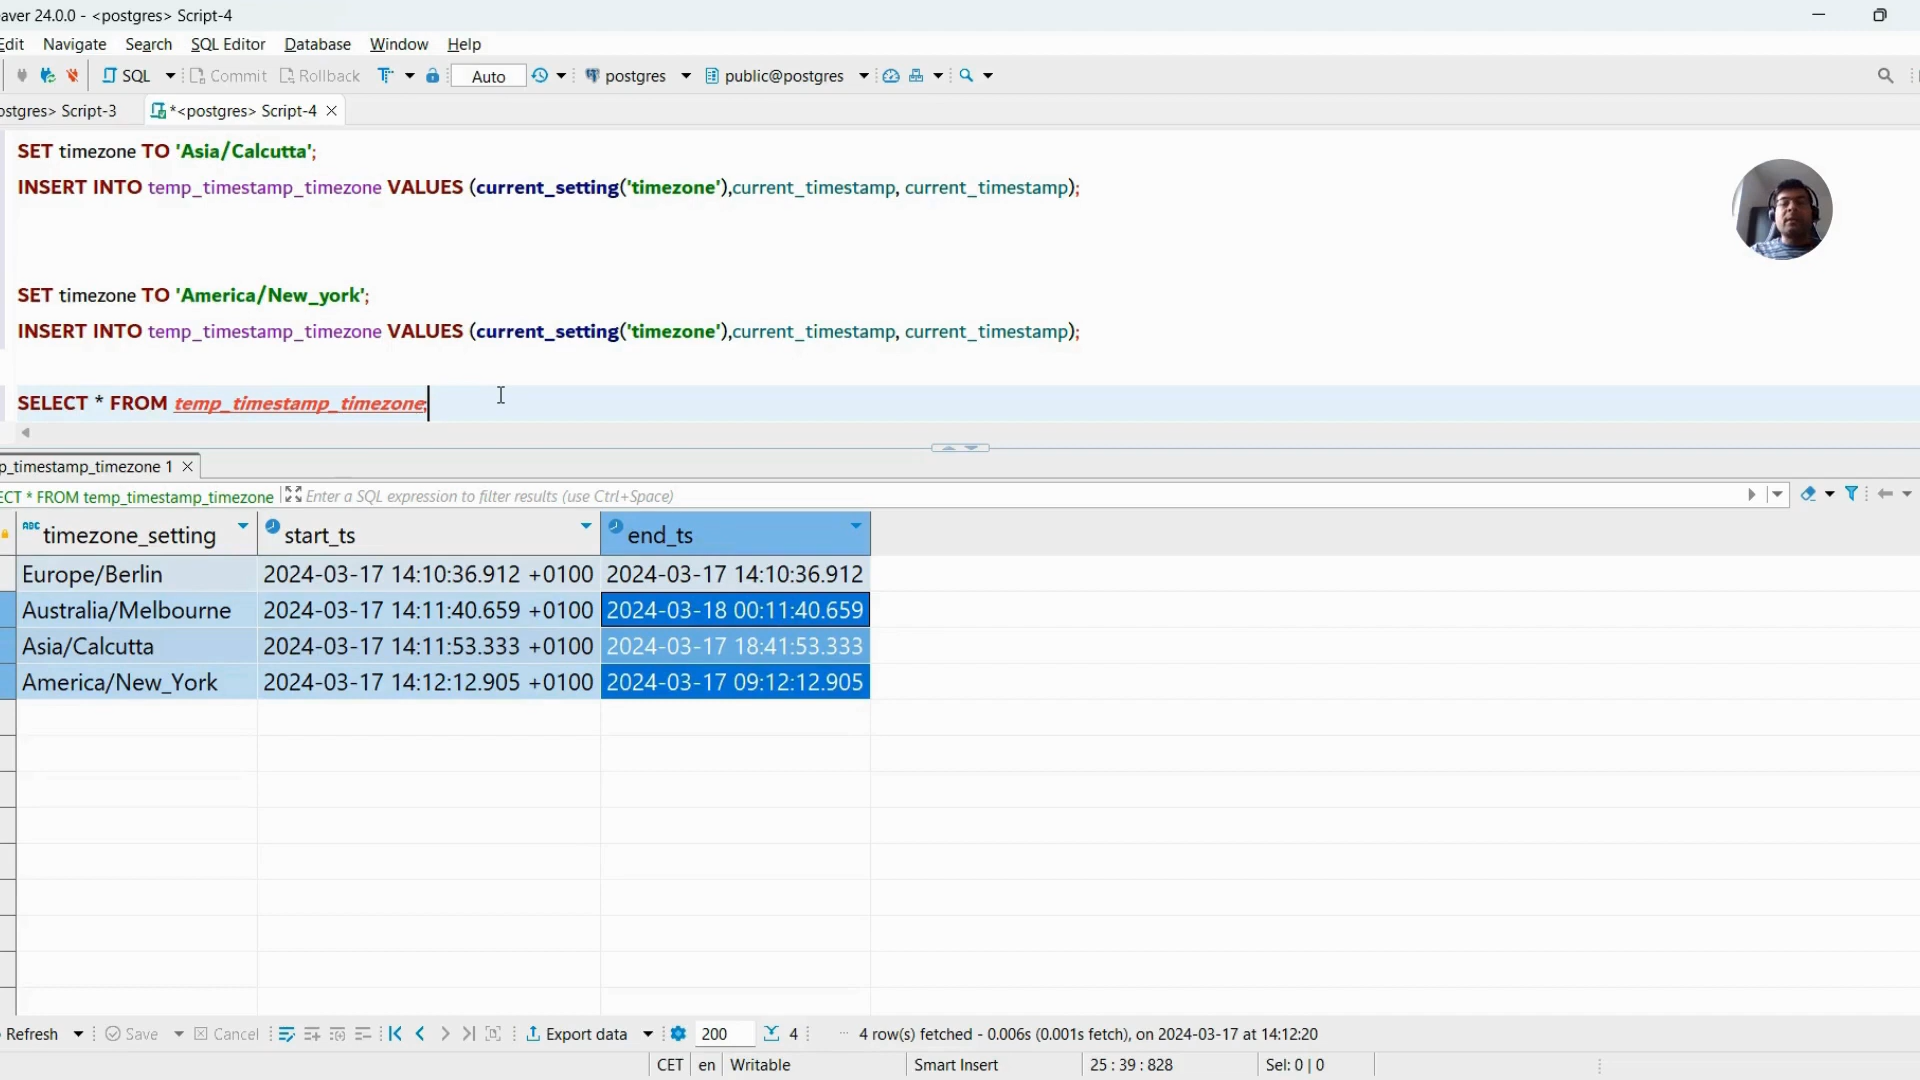 aver 24.0.0 - <postgres> Script-4
Edit Navigate Search SQL Editor Database Window Help
SQL Commit Rollback Auto postgres public@postgres
ostgres> Script-3 *<postgres> Script-4
SET timezone TO 'Asia/Calcutta';
INSERT INTO temp_timestamp_timezone VALUES (current_setting('timezone'),current_timestamp, current_timestamp);
SET timezone TO 'America/New_york';
INSERT INTO temp_timestamp_timezone VALUES (current_setting('timezone'),current_timestamp, current_timestamp);
SELECT * FROM temp_timestamp_timezone;
p_timestamp_timezone 1
ECT * FROM temp_timestamp_timezone Enter a SQL expression to filter results (use Ctrl+Space)
ABC timezone_setting start_ts end_ts
Europe/Berlin 2024-03-17 14:10:36.912 +0100 2024-03-17 14:10:36.912
Australia/Melbourne 2024-03-17 14:11:40.659 +0100 2024-03-18 00:11:40.659
Asia/Calcutta 2024-03-17 14:11:53.333 +0100 2024-03-17 18:41:53.333
America/New_York 2024-03-17 14:12:12.905 +0100 2024-03-17 09:12:12.905
Refresh Save Cancel Export data 200 4 ··· 4 row(s) fetched - 0.006s (0.001s fetch), on 2024-03-17 at 14:12:20
CET en Writable Smart Insert 25 : 39 : 828 Sel: 0 | 0